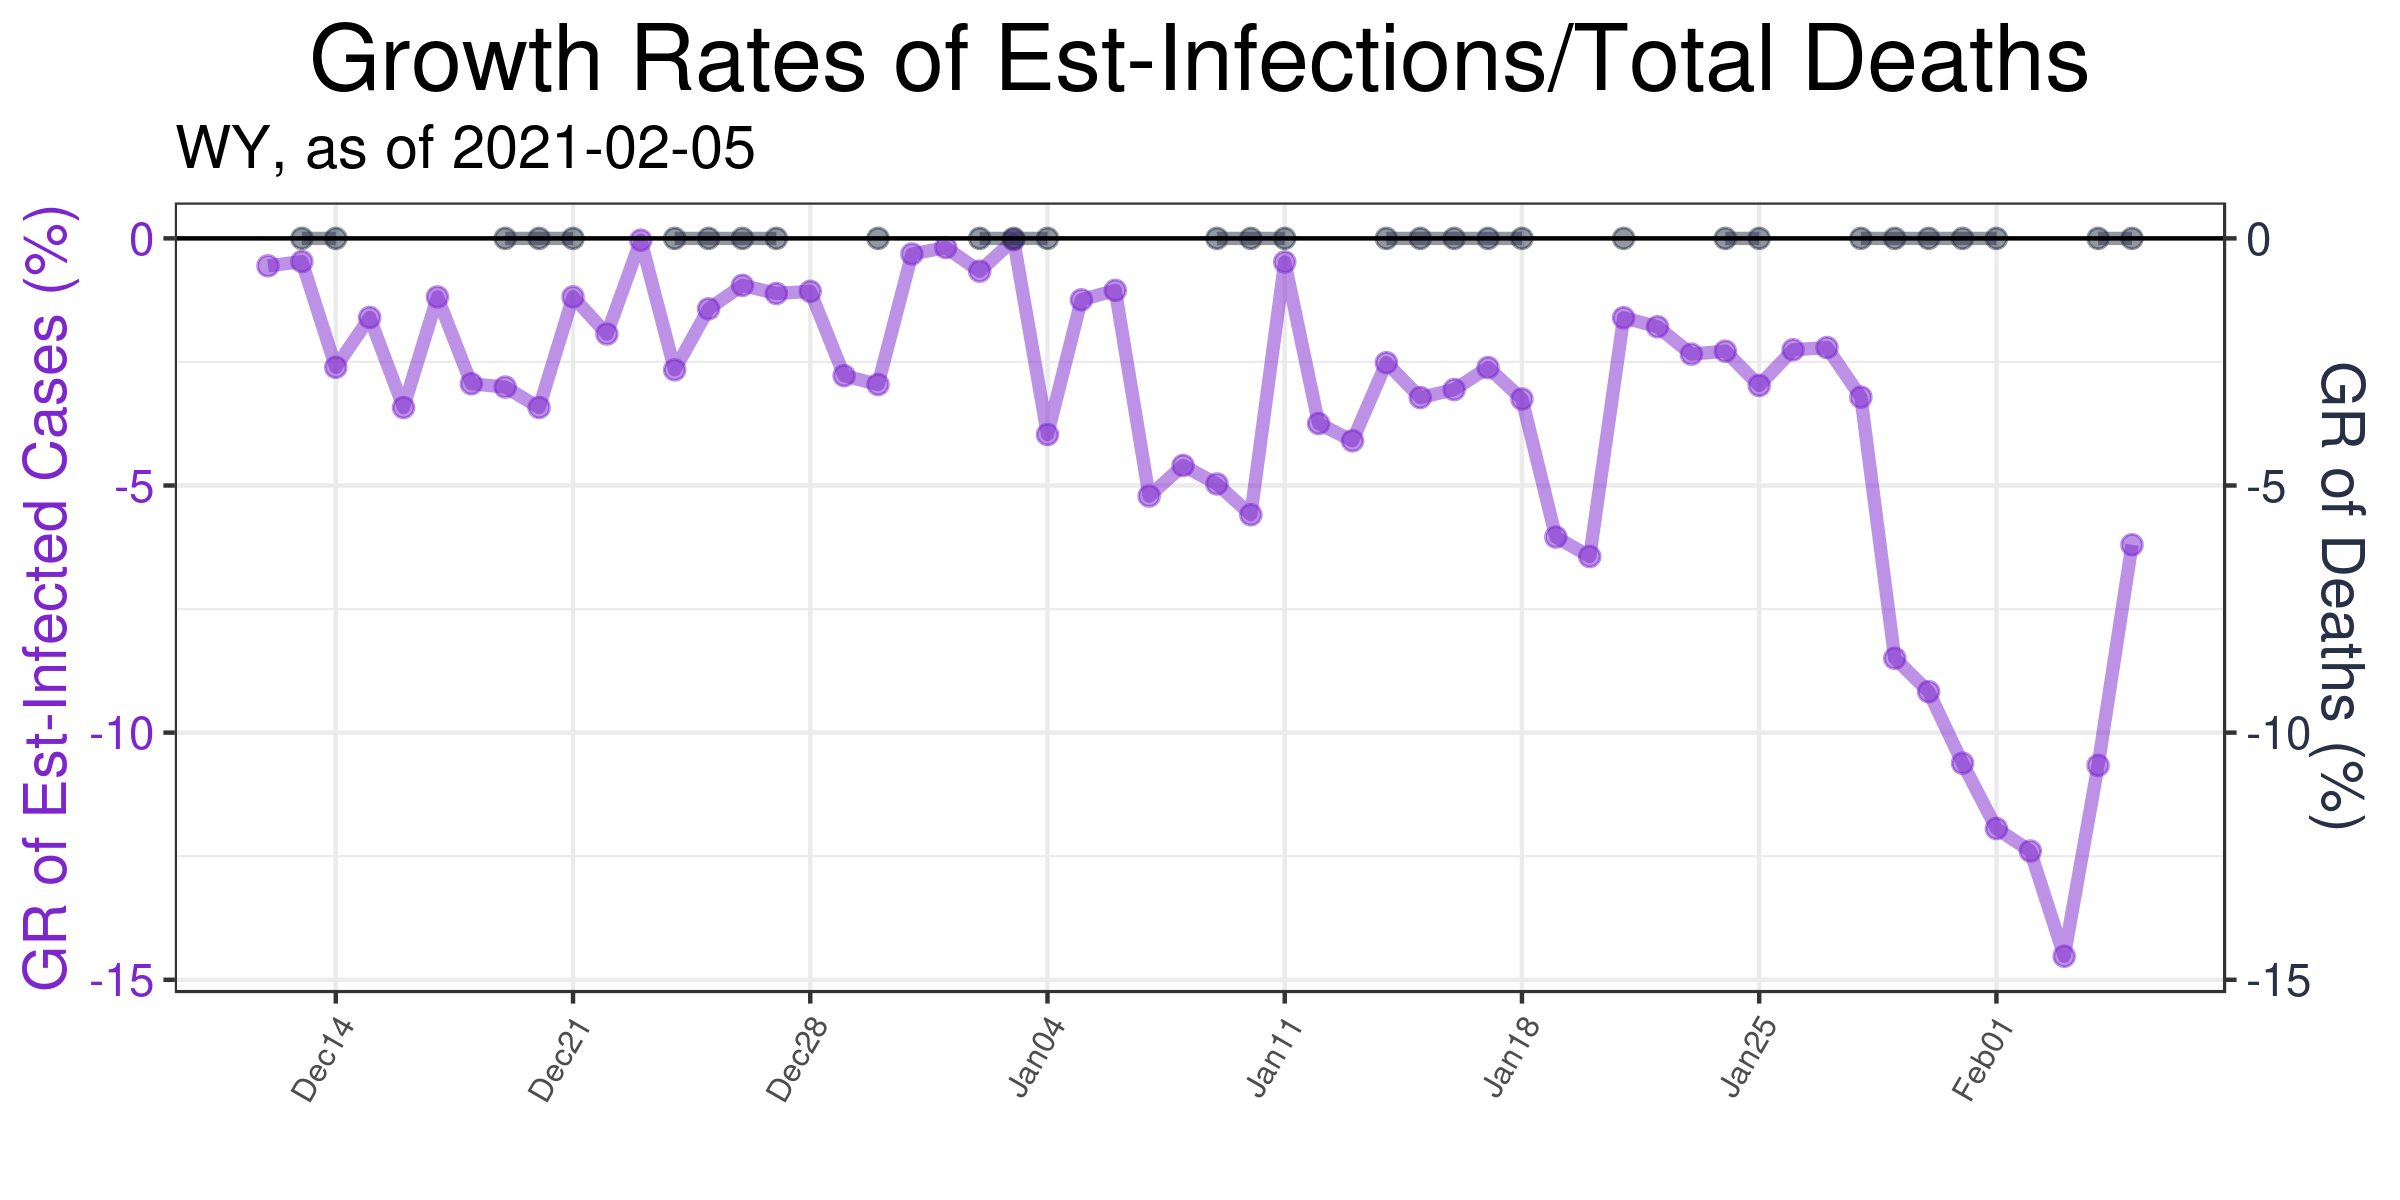 Growth Rates of Est-Infections/Total Deaths
WY, as of 2021-02-05
GR of Est-Infected Cases (%)
0
-5
-10
-15
0
-5
-10
-15
GR of Deaths (%)
Dec14
Dec21
Dec28
Jan04
Jan11
Jan18
Jan25
Feb01